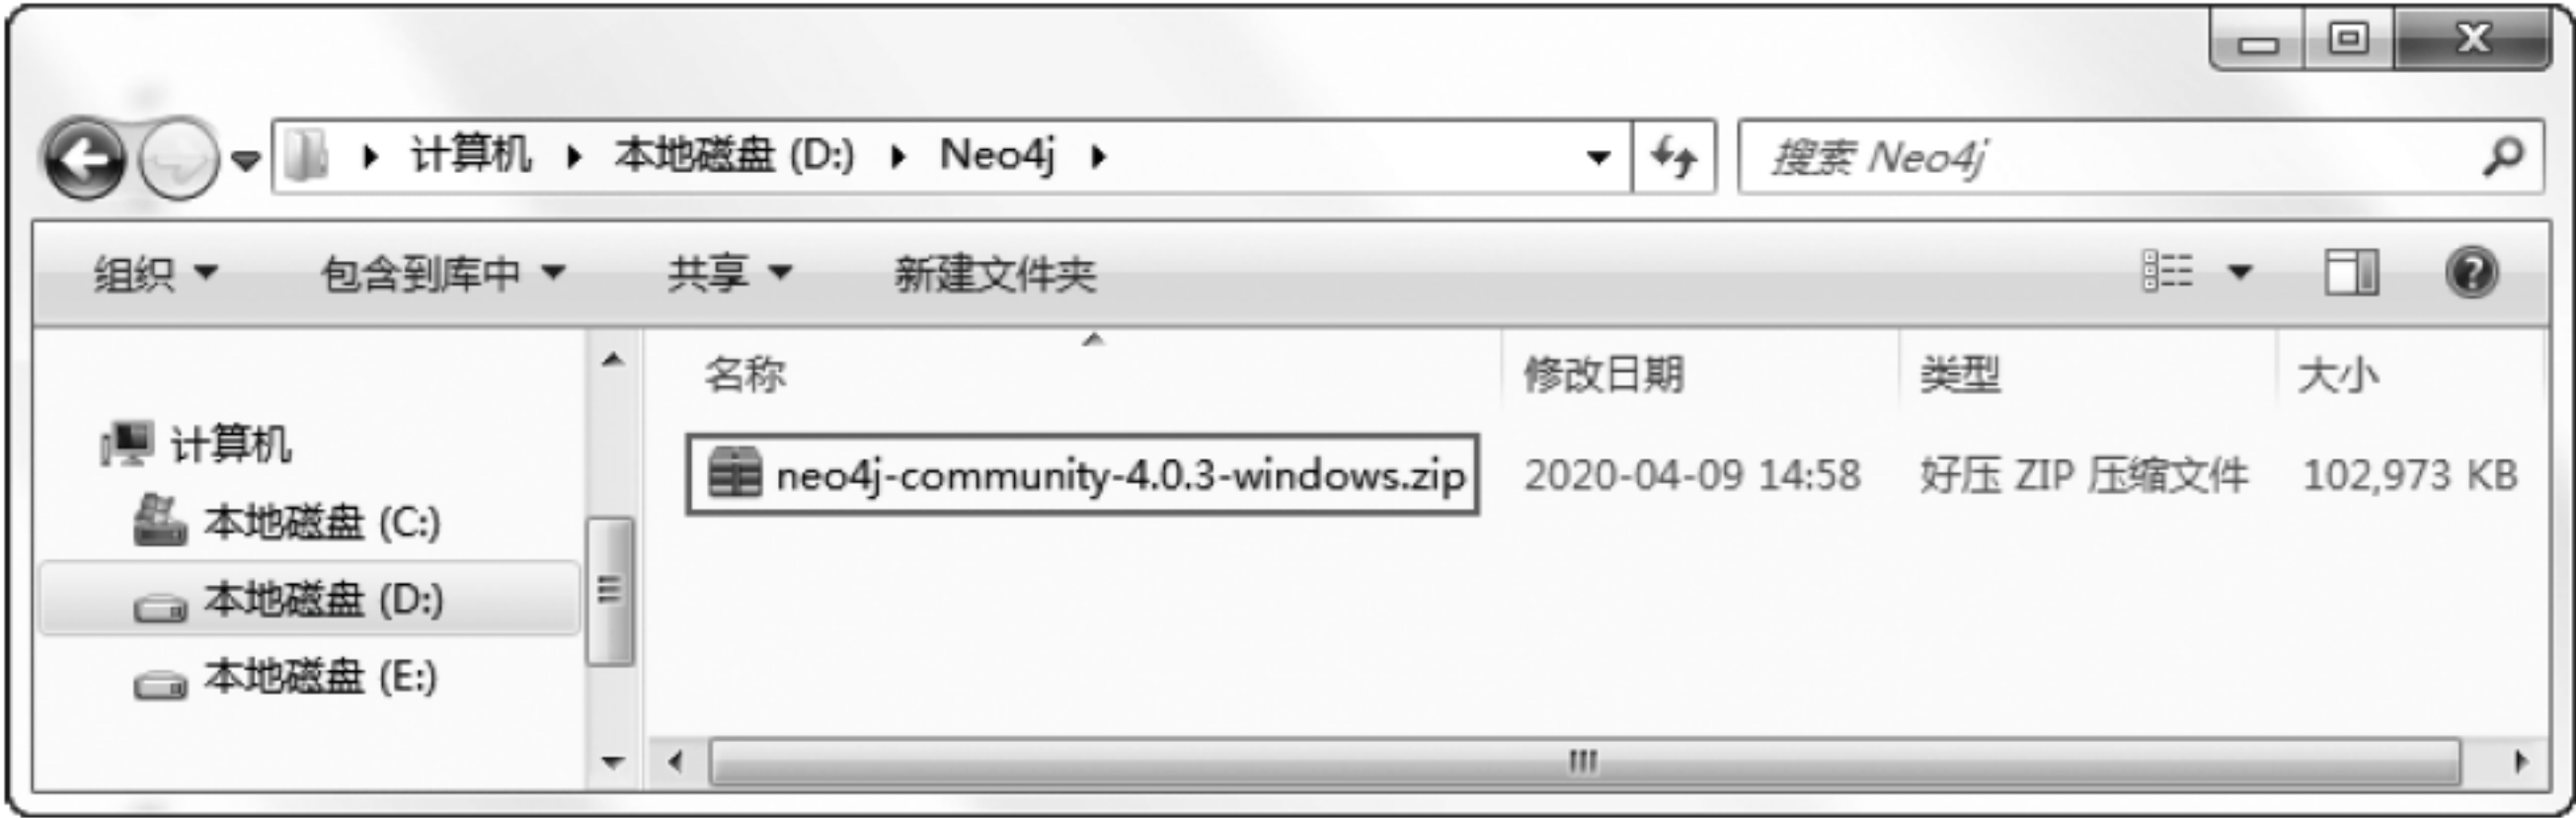 计算机 本地磁盘 (D:) Neo4j 搜索 Neo4j
组织 包含到库中 共享 新建文件夹
名称 修改日期 类型 大小
计算机
neo4j-community-4.0.3-windows.zip 2020-04-09 14:58 好压 ZIP 压缩文件 102,973 KB
本地磁盘 (C:)
本地磁盘 (D:)
本地磁盘 (E:)